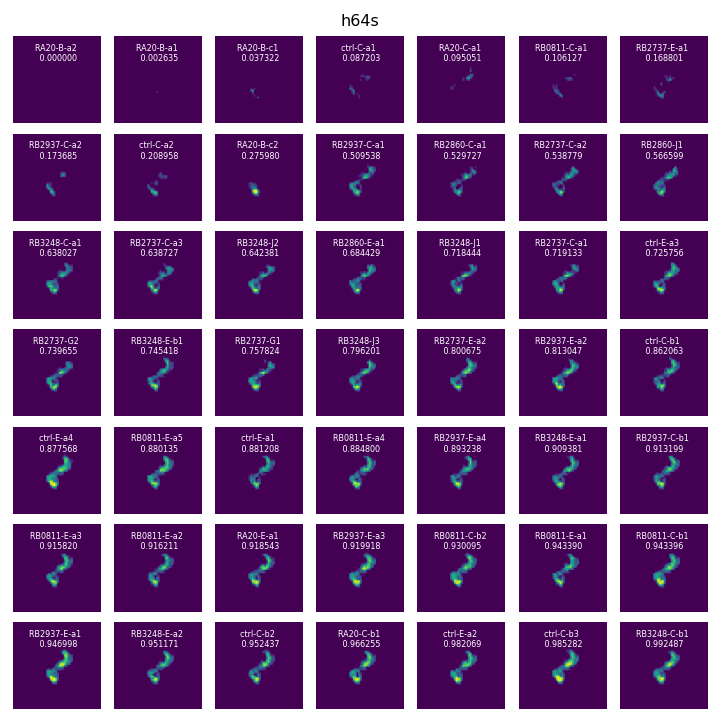 h64s
RA20-B-a2
0.000000
RA20-B-a1
0.002635
RA20-B-c1
0.037322
ctrl-C-a1
0.087203
RA20-C-a1
0.095051
RB0811-C-a1
0.106127
RB2737-E-a1
0.168801
RB2937-C-a2
0.173685
ctrl-C-a2
0.208958
RA20-B-c2
0.275980
RB2937-C-a1
0.509538
RB2860-C-a1
0.529727
RB2737-C-a2
0.538779
RB2860-J1
0.566599
RB3248-C-a1
0.638027
RB2737-C-a3
0.638727
RB3248-J2
0.642381
RB2860-E-a1
0.684429
RB3248-J1
0.718444
RB2737-C-a1
0.719133
ctrl-E-a3
0.725756
RB2737-G2
0.739655
RB3248-E-b1
0.745418
RB2737-G1
0.757824
RB3248-J3
0.796201
RB2737-E-a2
0.800675
RB2937-E-a2
0.813047
ctrl-C-b1
0.862063
ctrl-E-a4
0.877568
RB0811-E-a5
0.880135
ctrl-E-a1
0.881208
RB0811-E-a4
0.884800
RB2937-E-a4
0.893238
RB3248-E-a1
0.909381
RB2937-C-b1
0.913199
RB0811-E-a3
0.915820
RB0811-E-a2
0.916211
RA20-E-a1
0.918543
RB2937-E-a3
0.919918
RB0811-C-b2
0.930095
RB0811-E-a1
0.943390
RB0811-C-b1
0.943396
RB2937-E-a1
0.946998
RB3248-E-a2
0.951171
ctrl-C-b2
0.952437
RA20-C-b1
0.966255
ctrl-E-a2
0.982069
ctrl-C-b3
0.985282
RB3248-C-b1
0.992487